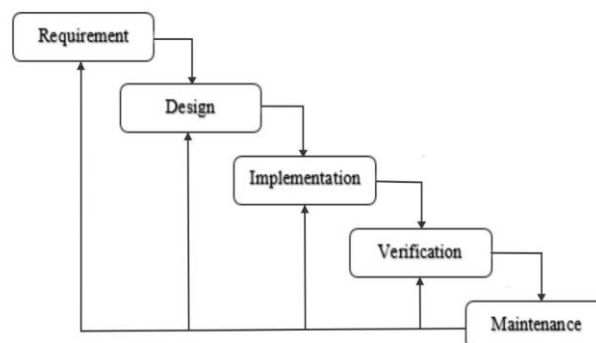 Requirement
Design
Implementation
Verification
Maintenance